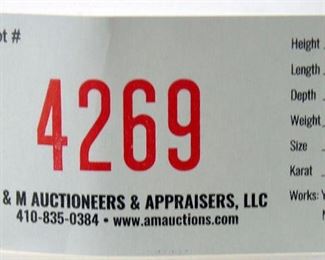 ot #
4269
& M AUCTIONEERS & APPRAISERS, LLC
410-835-0384 • www.amauctions.com
Height
Length
Depth
Weight
Size
Karat
Works: